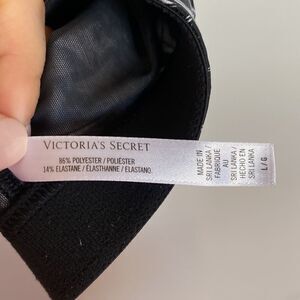 VICTORIA'S SECRET
86% POLYESTER / POLIÉSTER
14% ELASTANE / ÉLASTHANNE / ELASTANO.
MADE IN
SRI LANKA /
FABRIQUÉ
AU
SRI LANKA /
HECHO EN
SRI LANKA
L / G